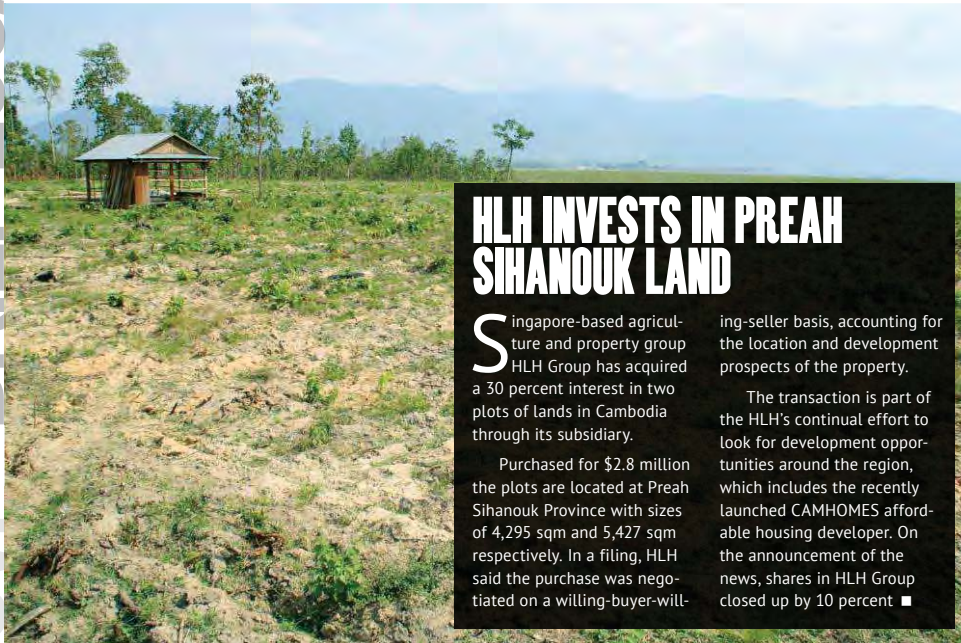 HLH INVESTS IN PREAH
SIHANOUK LAND
Singapore-based agricul-
ture and property group
HLH Group has acquired
a 30 percent interest in two
plots of lands in Cambodia
through its subsidiary.
Purchased for $2.8 million
the plots are located at Preah
Sihanouk Province with sizes
of 4,295 sqm and 5,427 sqm
respectively. In a filing, HLH
said the purchase was nego-
tiated on a willing-buyer-will-
ing-seller basis, accounting for
the location and development
prospects of the property.
The transaction is part of
the HLH's continual effort to
look for development oppor-
tunities around the region,
which includes the recently
launched CAMHOMES afford-
able housing developer. On
the announcement of the
news, shares in HLH Group
closed up by 10 percent ■